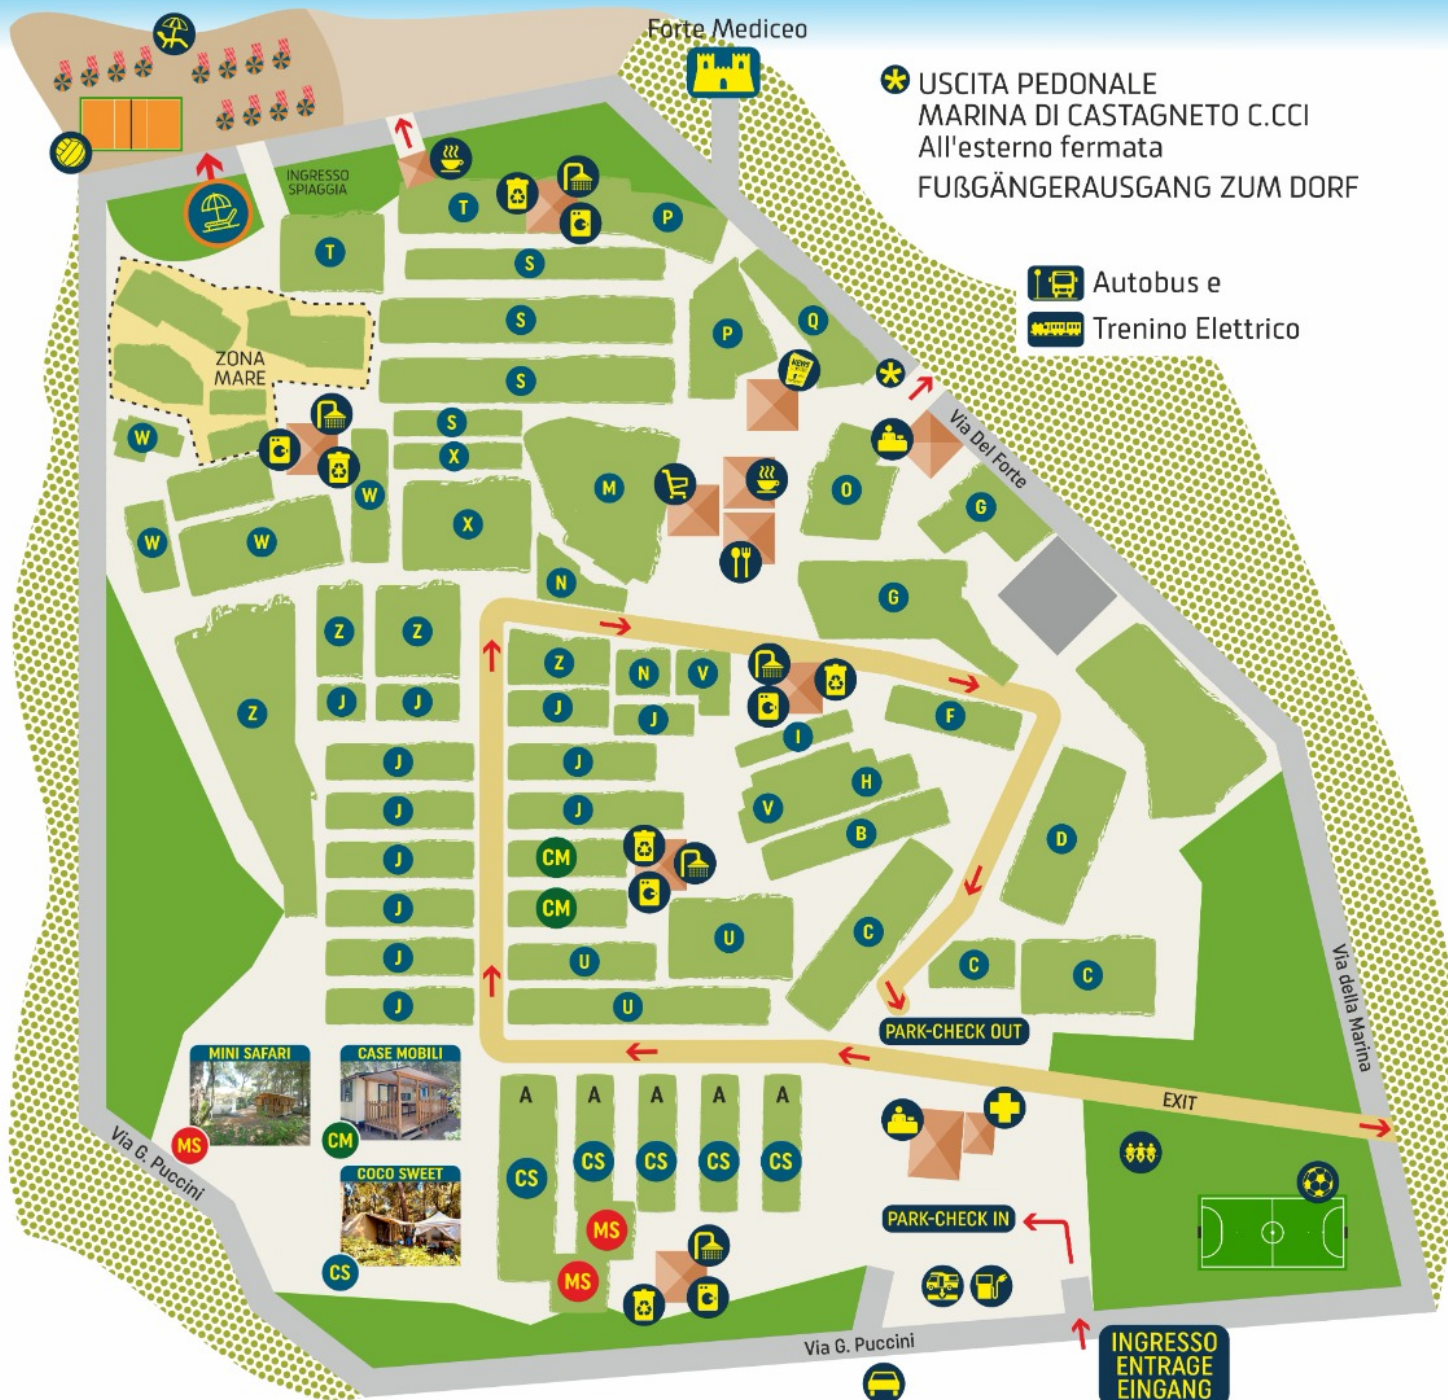 Forte Mediceo
USCITA PEDONALE
MARINA DI CASTAGNETO C.CCI
All'esterno fermata
FUßGÄNGERAUSGANG ZUM DORF
Autobus e
Trenino Elettrico
INGRESSO
SPIAGGIA
T
P
T
S
S
P
Q
NEWS
S
ZONA
MARE
W
S
X
W
M
O
Via Del Forte
G
W
W
X
N
G
Z
Z
Z
N
V
Z
J
J
J
J
F
I
J
J
H
V
J
J
B
D
J
CM
J
CM
C
U
J
U
C
C
J
U
Via della Marina
PARK-CHECK OUT
MINI SAFARI
MS
CASE MOBILI
CM
COCO SWEET
CS
A
A
A
A
A
CS
CS
CS
CS
CS
EXIT
Via G. Puccini
MS
MS
PARK-CHECK IN
Via G. Puccini
INGRESSO
ENTRAGE
EINGANG